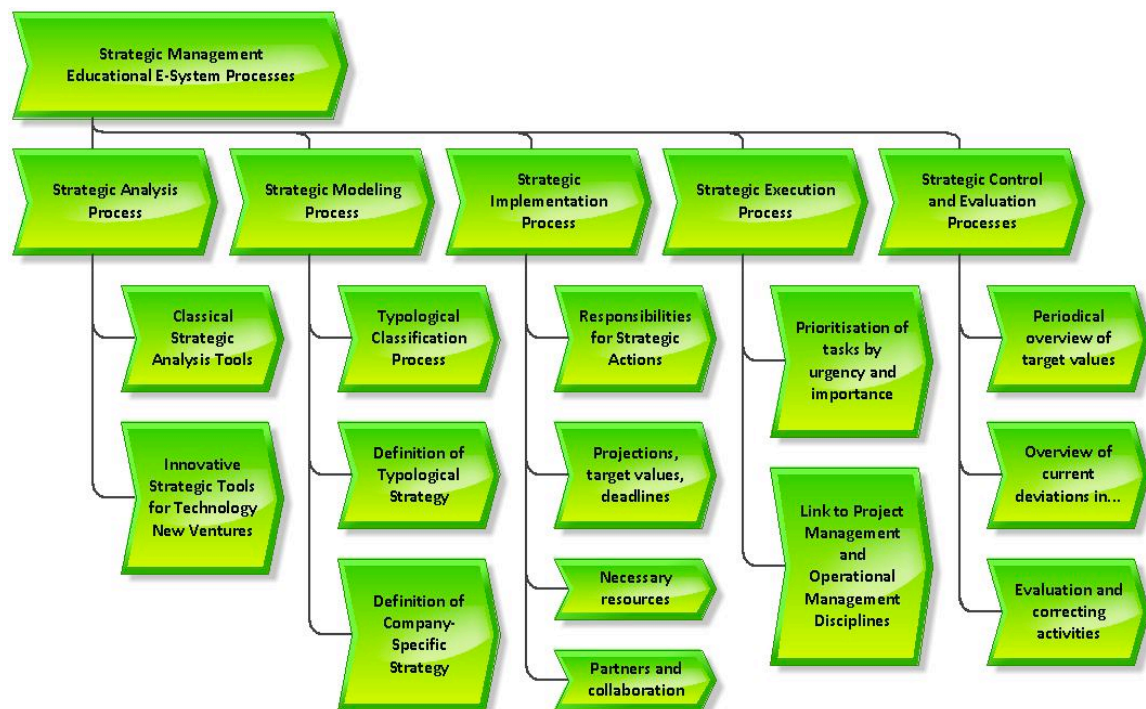 Strategic Management
Educational E-System Processes
Strategic Analysis
Process
Strategic Modeling
Process
Strategic
Implementation
Process
Strategic Execution
Process
Strategic Control
and Evaluation
Processes
Classical
Strategic
Analysis Tools
Innovative
Strategic Tools
for Technology
New Ventures
Typological
Classification
Process
Definition of
Typological
Strategy
Definition of
Company-
Specific
Strategy
Responsibilities
for Strategic
Actions
Projections,
target values,
deadlines
Necessary
resources
Partners and
collaboration
Prioritisation of
tasks by
urgency and
importance
Link to Project
Management
and
Operational
Management
Disciplines
Periodical
overview of
target values
Overview of
current
deviations in...
Evaluation and
correcting
activities